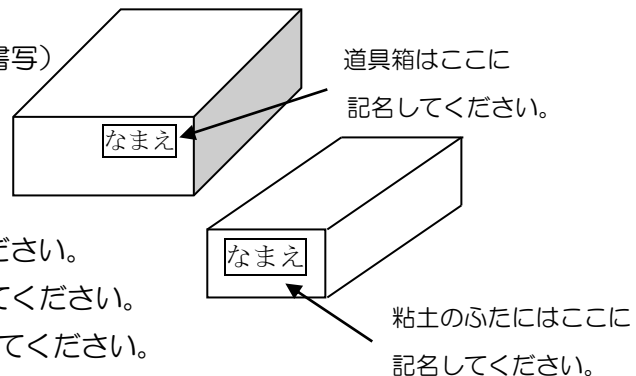 書写）
道具箱はここに
記名してください。
なまえ
なまえ
ださい。
てください。
てください。
粘土のふたにはここに
記名してください。